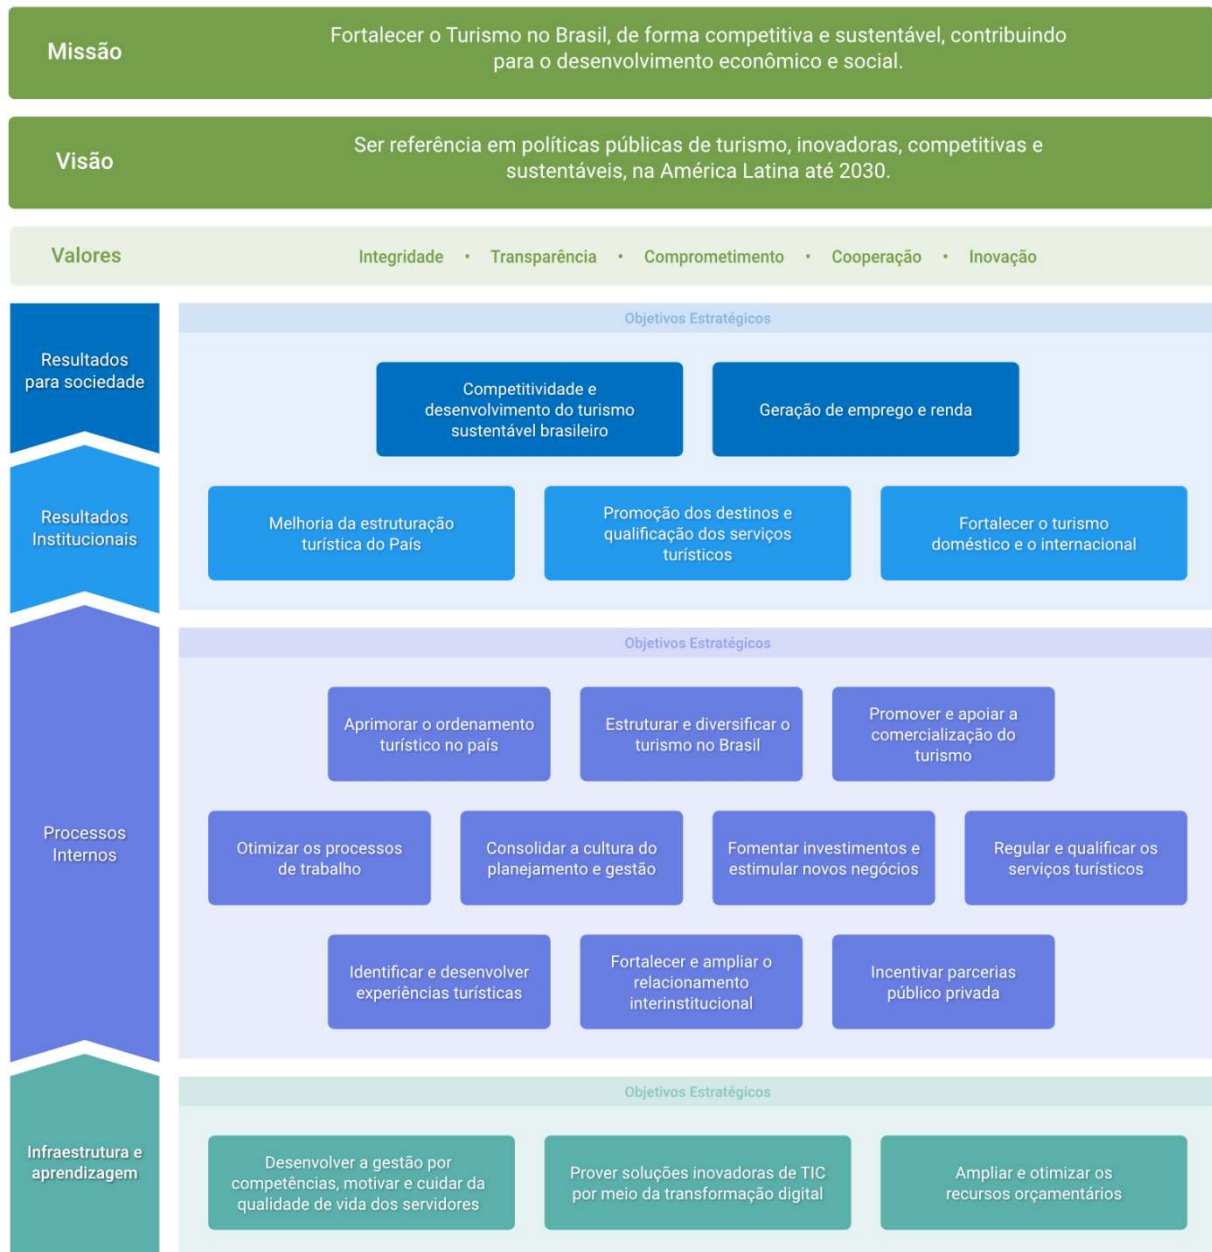 Missão
Fortalecer o Turismo no Brasil, de forma competitiva e sustentável, contribuindo
para o desenvolvimento econômico e social.
Visão
Ser referência em políticas públicas de turismo, inovadoras, competitivas e
sustentáveis, na América Latina até 2030.
Valores
Integridade • Transparência • Comprometimento • Cooperação • Inovação
Resultados
para sociedade
Objetivos Estratégicos
Competitividade e
desenvolvimento do turismo
sustentável brasileiro
Geração de emprego e renda
Resultados
Institucionais
Melhoria da estruturação
turística do País
Promoção dos destinos e
qualificação dos serviços
turísticos
Fortalecer o turismo
doméstico e o internacional
Processos
Internos
Objetivos Estratégicos
Aprimorar o ordenamento
turístico no país
Estruturar e diversificar o
turismo no Brasil
Promover e apoiar a
comercialização do
turismo
Otimizar os processos
de trabalho
Consolidar a cultura do
planejamento e gestão
Fomentar investimentos e
estimular novos negócios
Regular e qualificar os
serviços turísticos
Identificar e desenvolver
experiências turísticas
Fortalecer e ampliar o
relacionamento
interinstitucional
Incentivar parcerias
público privada
Infraestrutura e
aprendizagem
Objetivos Estratégicos
Desenvolver a gestão por
competências, motivar e cuidar da
qualidade de vida dos servidores
Prover soluções inovadoras de TIC
por meio da transformação digital
Ampliar e otimizar os
recursos orçamentários